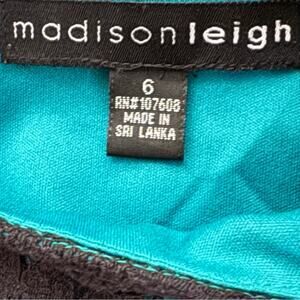 madisonleigh
6
RN#107608
MADE IN
SRI LANKA